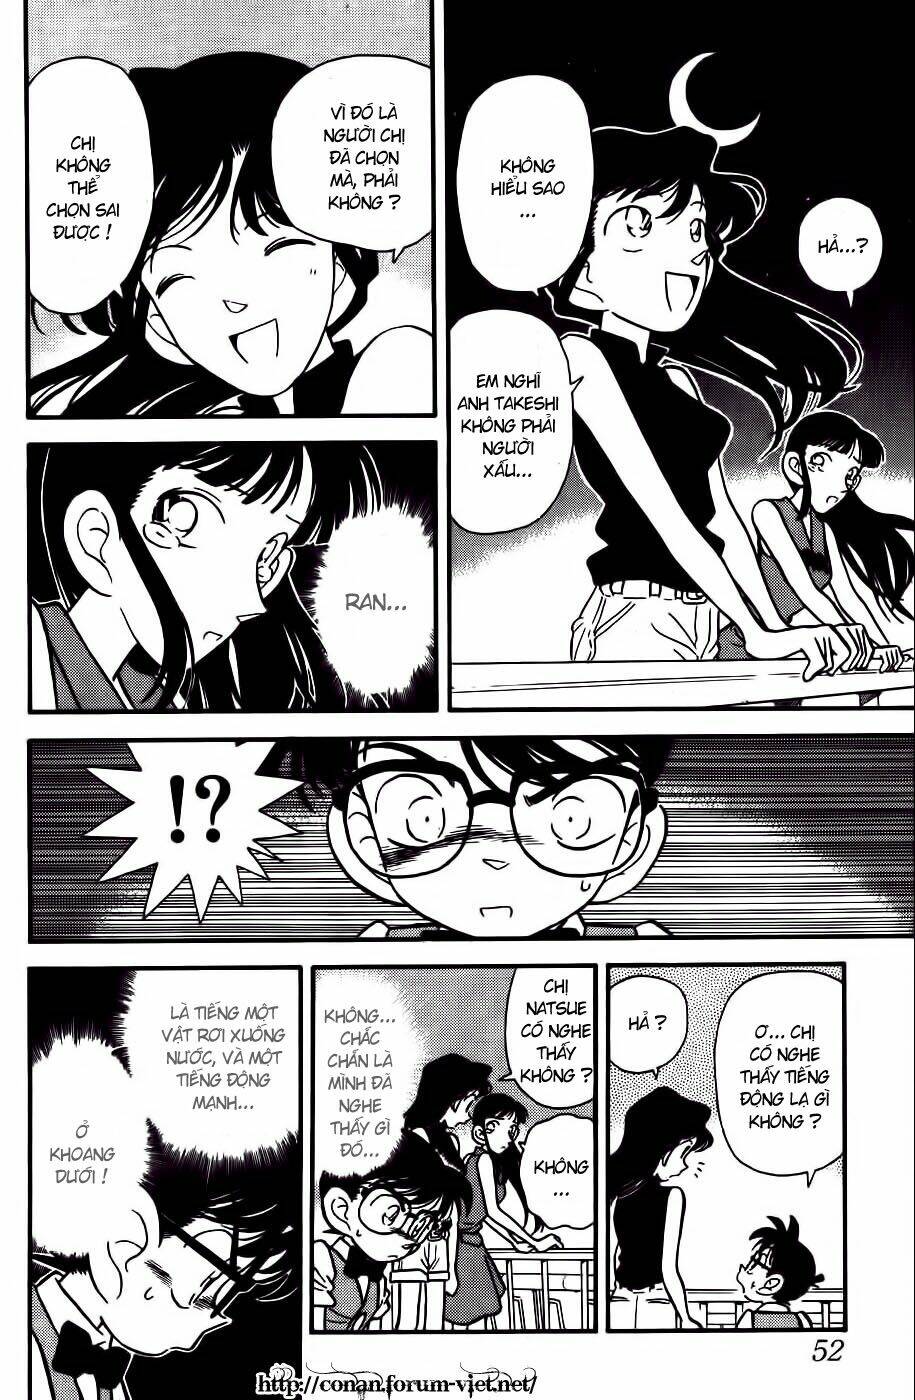 HẢ...?
KHÔNG
HIỂU SAO
...
EM NGHĨ
ANH TAKESHI
KHÔNG PHẢI
NGƯỜI
XẤU...
VÌ ĐÓ LÀ
NGƯỜI CHỊ
ĐÃ CHỌN
MÀ, PHẢI
KHÔNG ?
CHỊ
KHÔNG
THỂ
CHỌN SAI
ĐƯỢC !
RAN...
!?
Ơ... CHỊ
CÓ NGHE
THẤY TIẾNG
ĐỘNG LẠ GÌ
KHÔNG ?
HẢ ?
CHỊ
NATSUE
CÓ NGHE
THẤY
KHÔNG ?
KHÔNG
...
KHÔNG...
CHẮC
CHẮN LÀ
MÌNH ĐÃ
NGHE
THẤY GÌ
ĐÓ...
LÀ TIẾNG MỘT
VẬT RƠI XUỐNG
NƯỚC, VÀ MỘT
TIẾNG ĐỘNG
MẠNH...
Ở
KHOANG
DƯỚI !
52
http://conan.forum-viet.net/